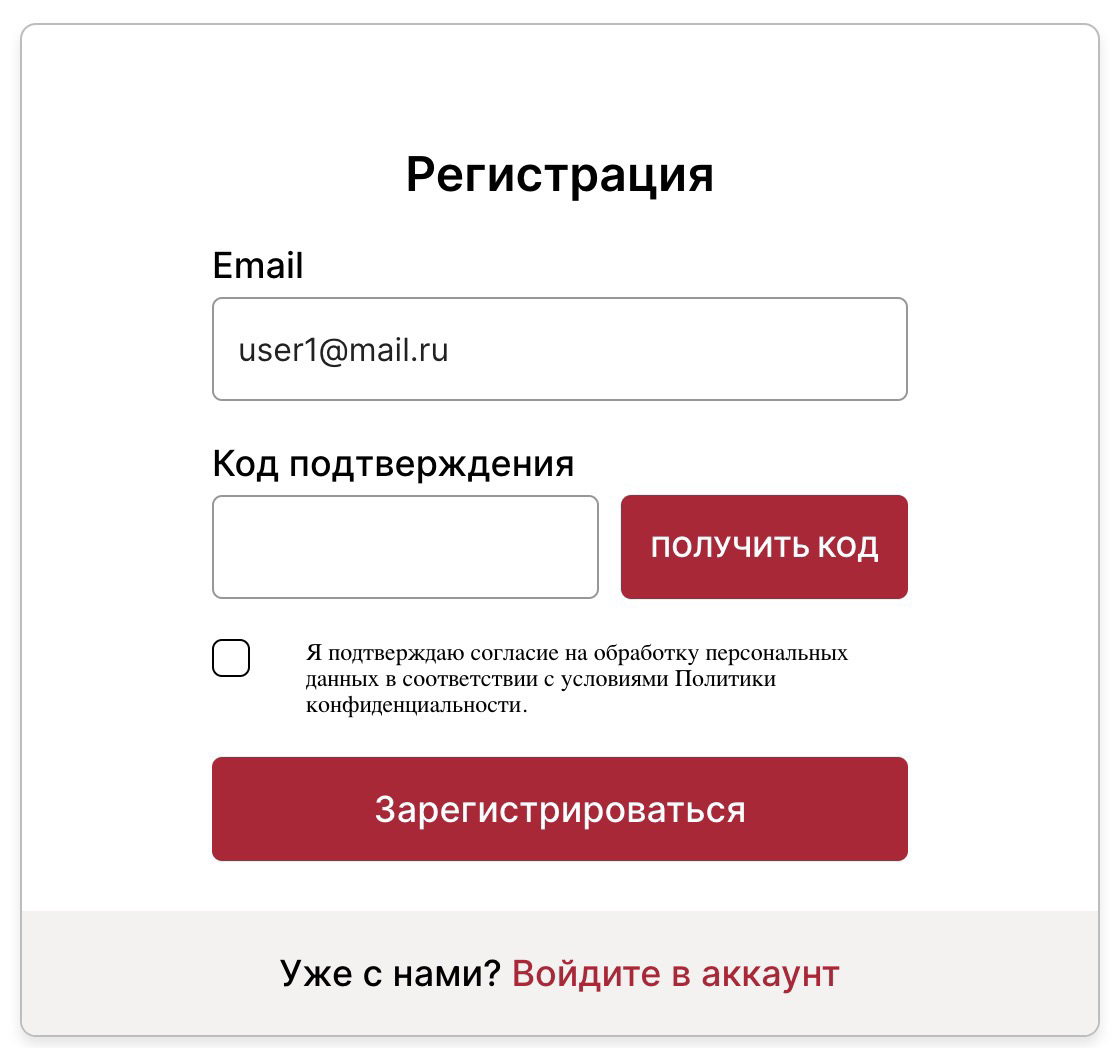 Регистрация
Email
user1@mail.ru
Код подтверждения
ПОЛУЧИТЬ КОД
Я подтверждаю согласие на обработку персональных
данных в соответствии с условиями Политики
конфиденциальности.
Зарегистрироваться
Уже с нами? Войдите в аккаунт